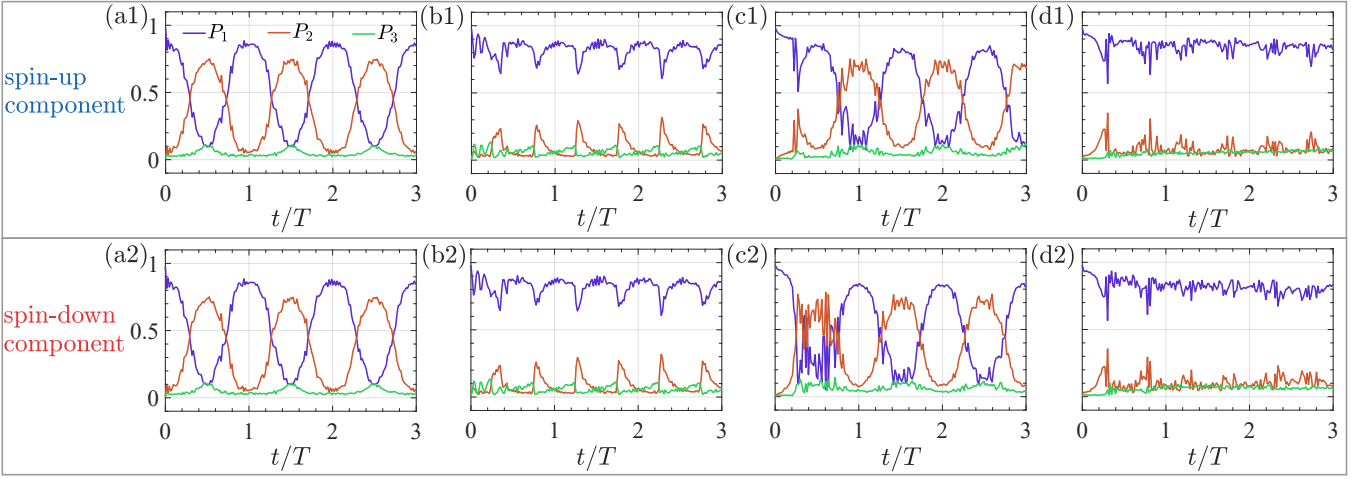 (a1) (b1) (c1) (d1)
P1 P2 P3
spin-up
component
1
0.5
0
0 1 2 3 0 1 2 3 0 1 2 3 0 1 2 3
t/T t/T t/T t/T
(a2) (b2) (c2) (d2)
spin-down
component
1
0.5
0
0 1 2 3 0 1 2 3 0 1 2 3 0 1 2 3
t/T t/T t/T t/T